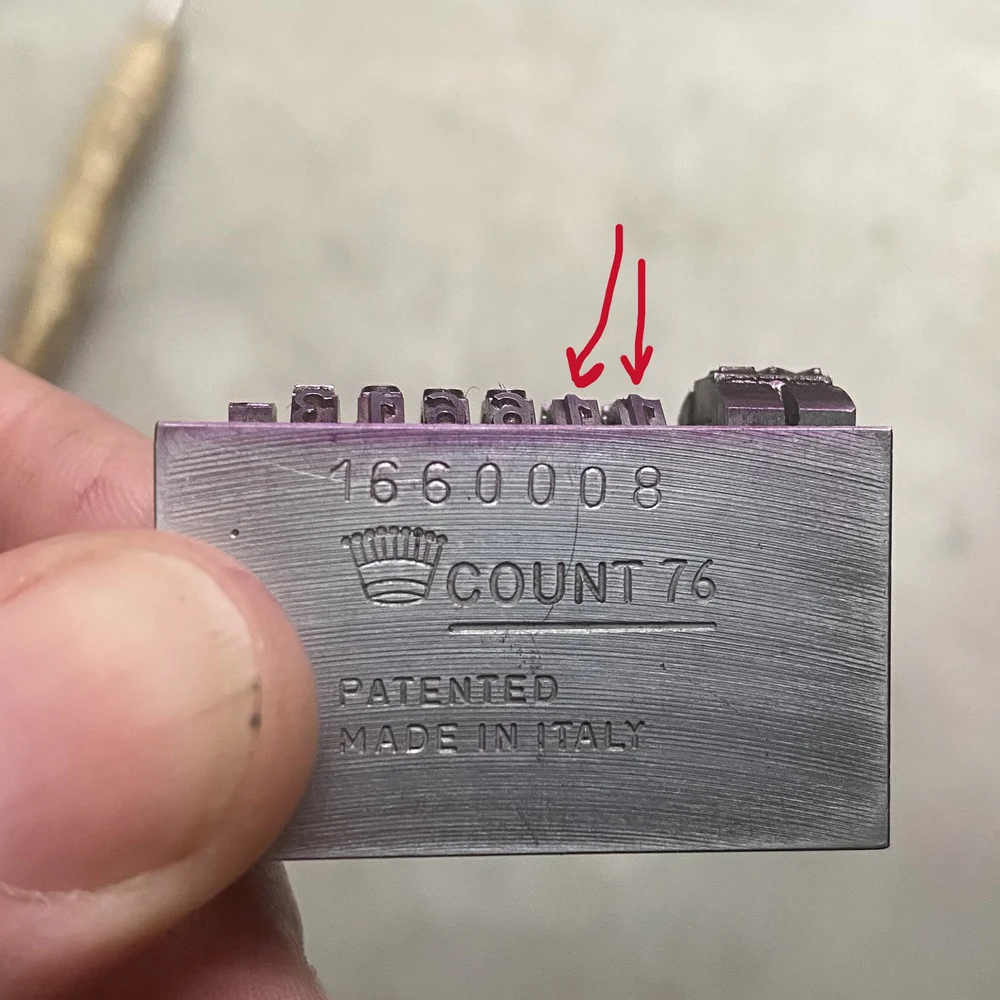 1660008
COUNT 76
PATENTED
MADE IN ITALY